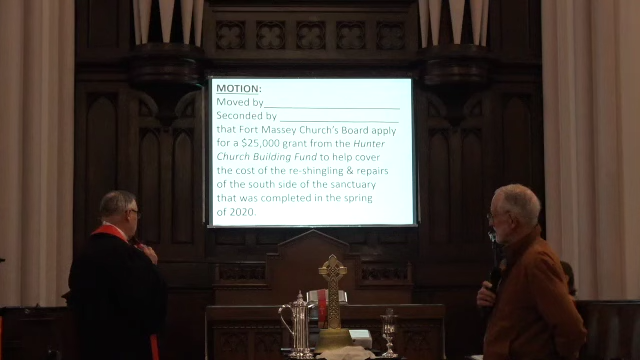 MOTION:
Moved by____________________
Seconded by ____________________
that Fort Massey Church's Board apply
for a $25,000 grant from the Hunter
Church Building Fund to help cover
the cost of the re-shingling & repairs
of the south side of the sanctuary
that was completed in the spring
of 2020.